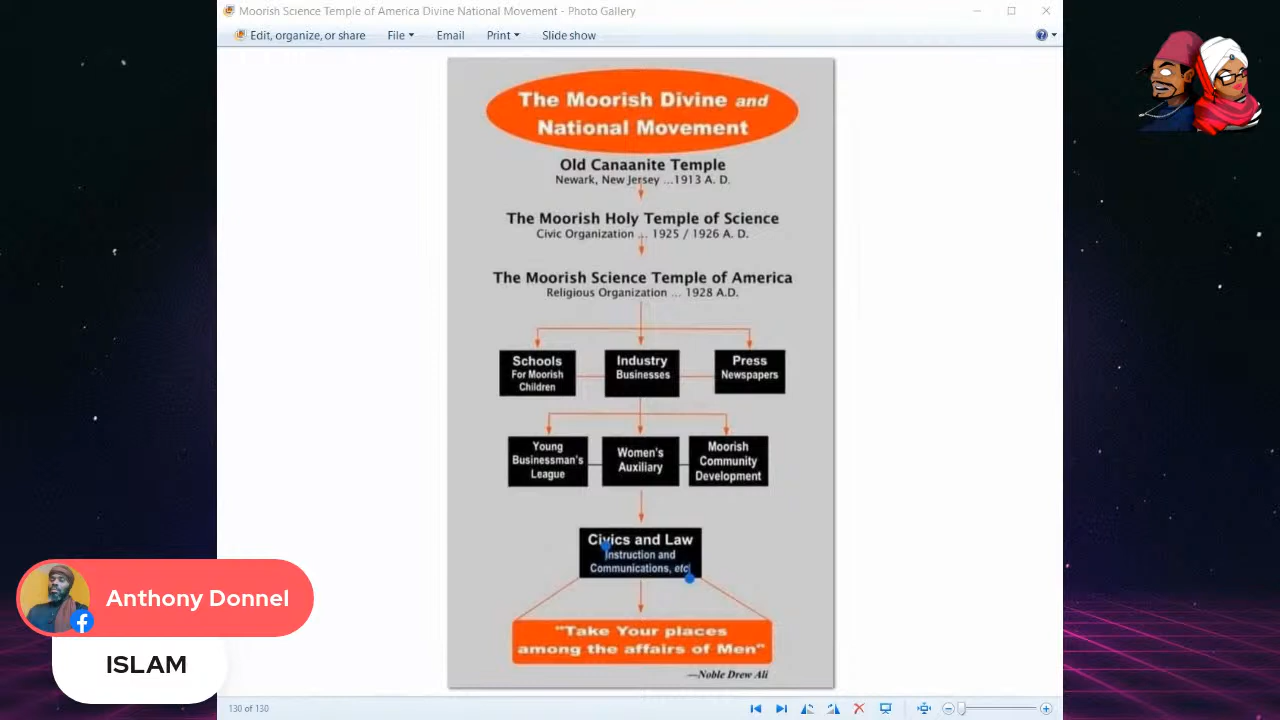 Moorish Science Temple of America Divine National Movement - Photo Gallery
Edit, organize, or share File Email Print Slide show
The Moorish Divine and
National Movement
Old Canaanite Temple
Newark, New Jersey ...1913 A. D.
The Moorish Holy Temple of Science
Civic Organization ... 1925 / 1926 A. D.
The Moorish Science Temple of America
Religious Organization ... 1928 A.D.
Schools
For Moorish
Children
Industry
Businesses
Press
Newspapers
Young
Businessman's
League
Women's
Auxiliary
Moorish
Community
Development
Civics and Law
Instruction and
Communications, etc
"Take Your places
among the affairs of Men"
—Noble Drew Ali
Anthony Donnel
ISLAM
130 of 130